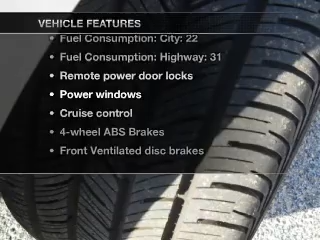 VEHICLE FEATURES
• Fuel Consumption: City: 22
• Fuel Consumption: Highway: 31
• Remote power door locks
• Power windows
• Cruise control
• 4-wheel ABS Brakes
• Front Ventilated disc brakes